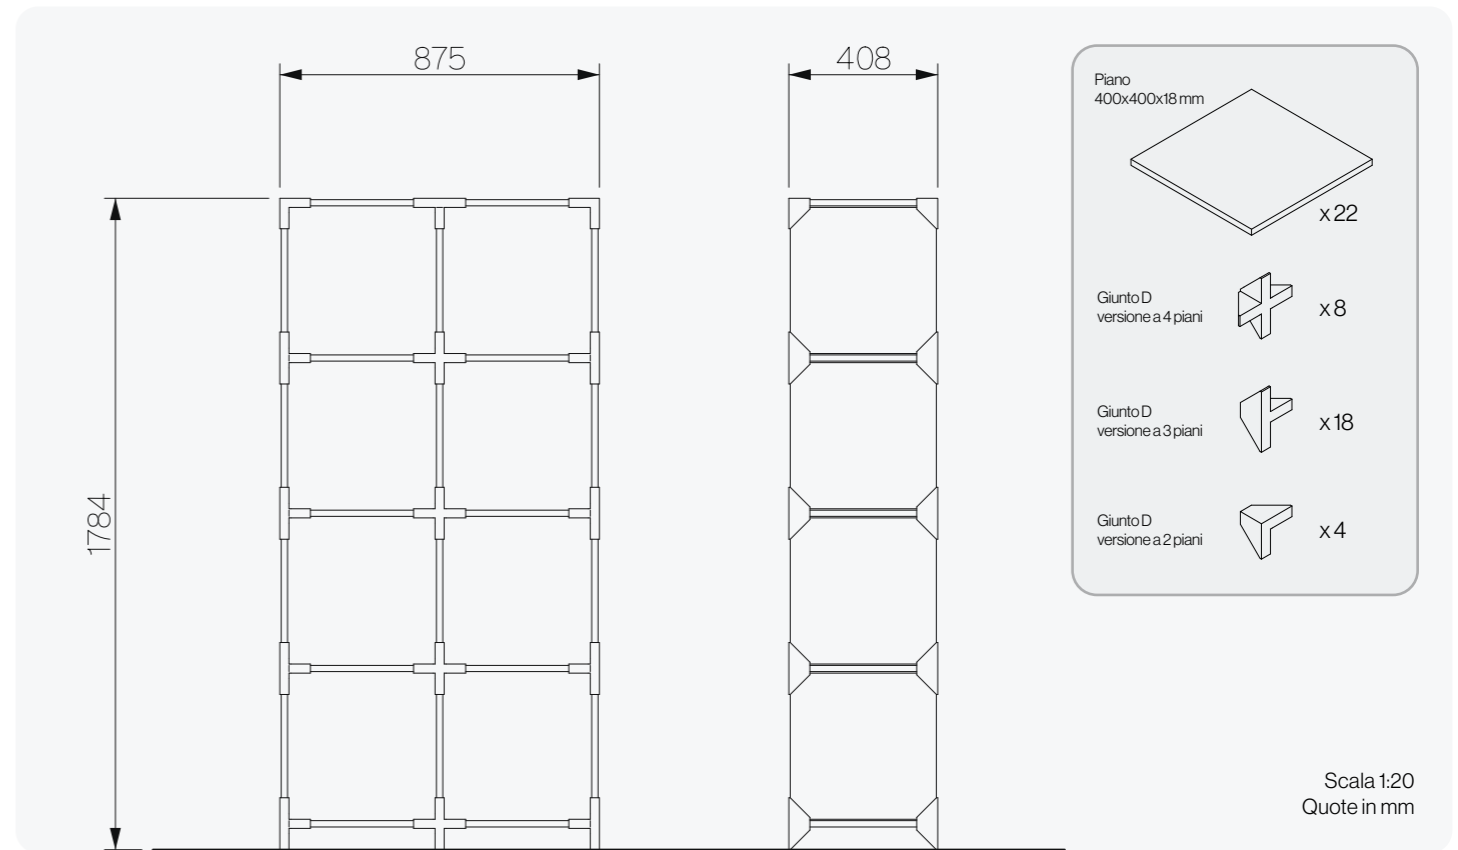 875
408
1784
Piano
400x400x18 mm
x 22
Giunto D
versione a 4 piani
x 8
Giunto D
versione a 3 piani
x 18
Giunto D
versione a 2 piani
x 4
Scala 1:20
Quote in mm